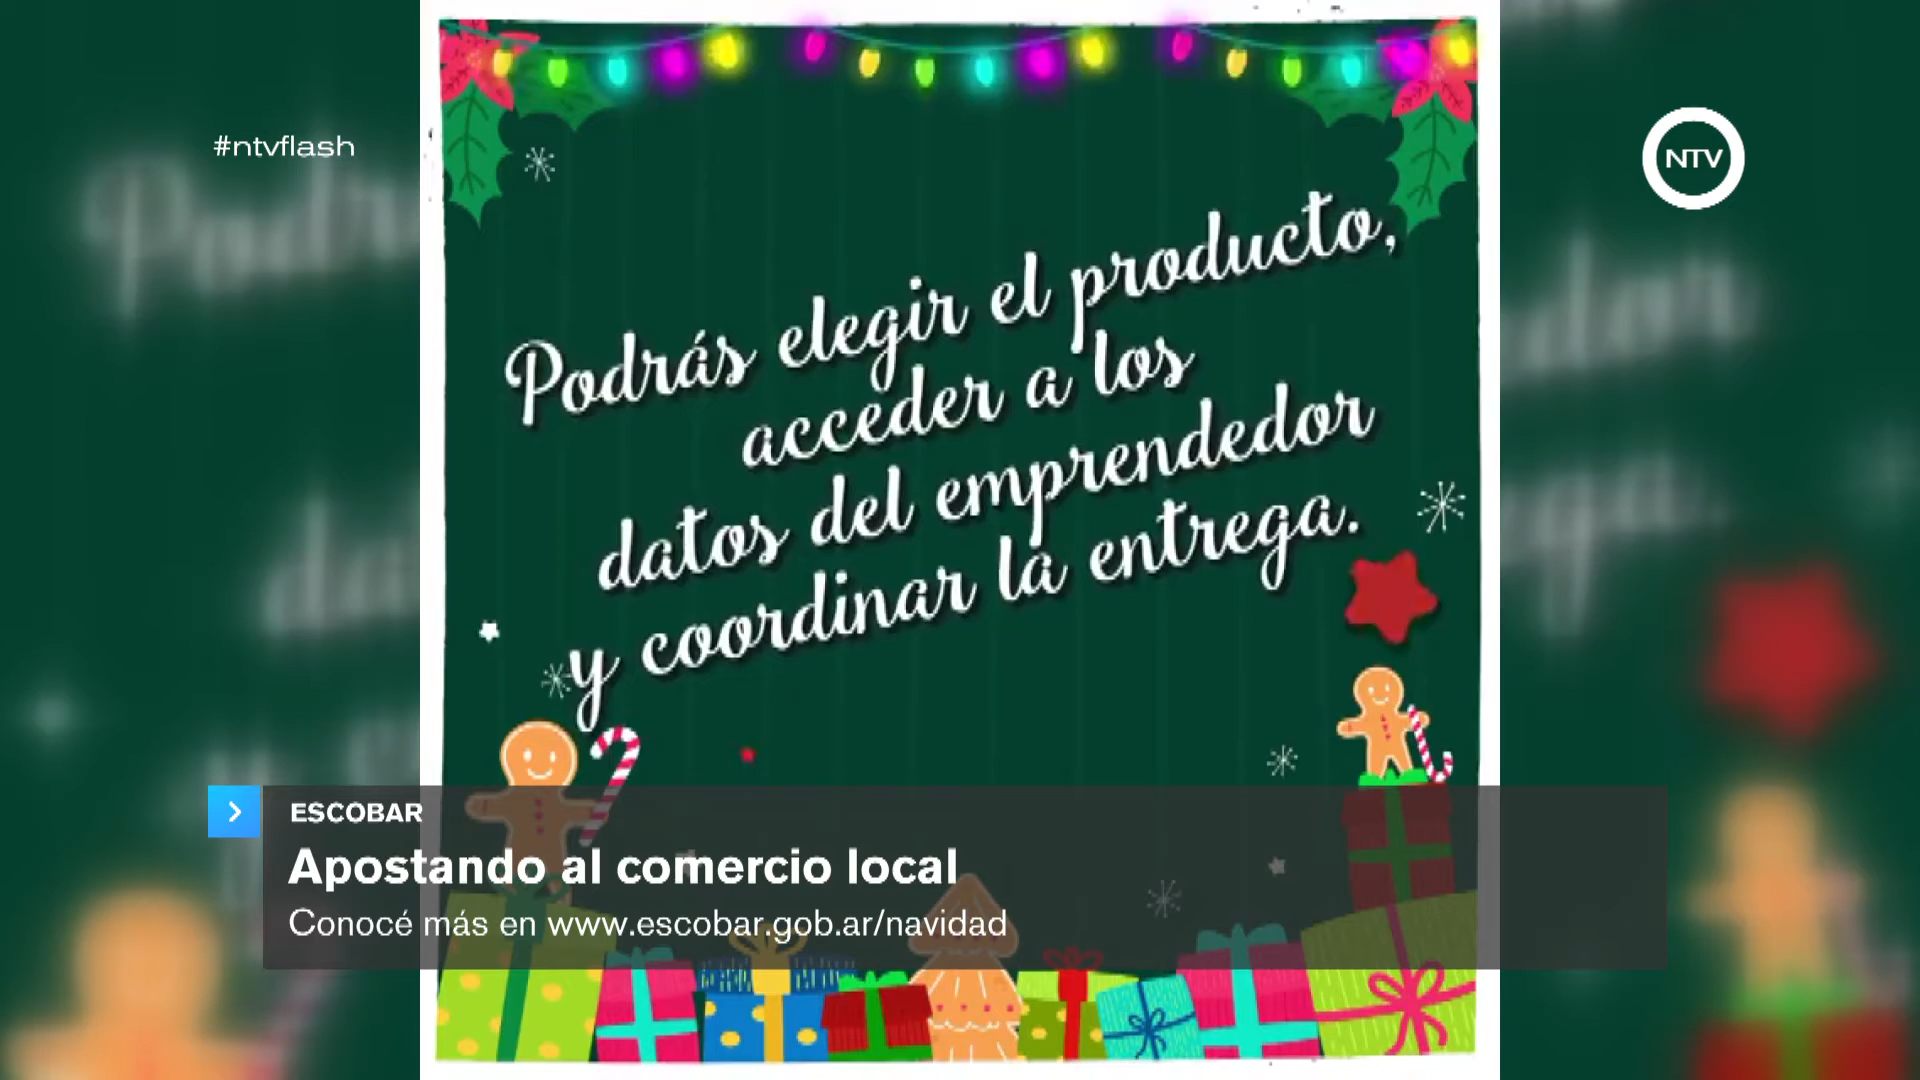 #ntvflash
NTV
Podrás elegir el producto,
acceder a los
datos del emprendedor
y coordinar la entrega.
ESCOBAR
Apostando al comercio local
Conocé más en www.escobar.gob.ar/navidad